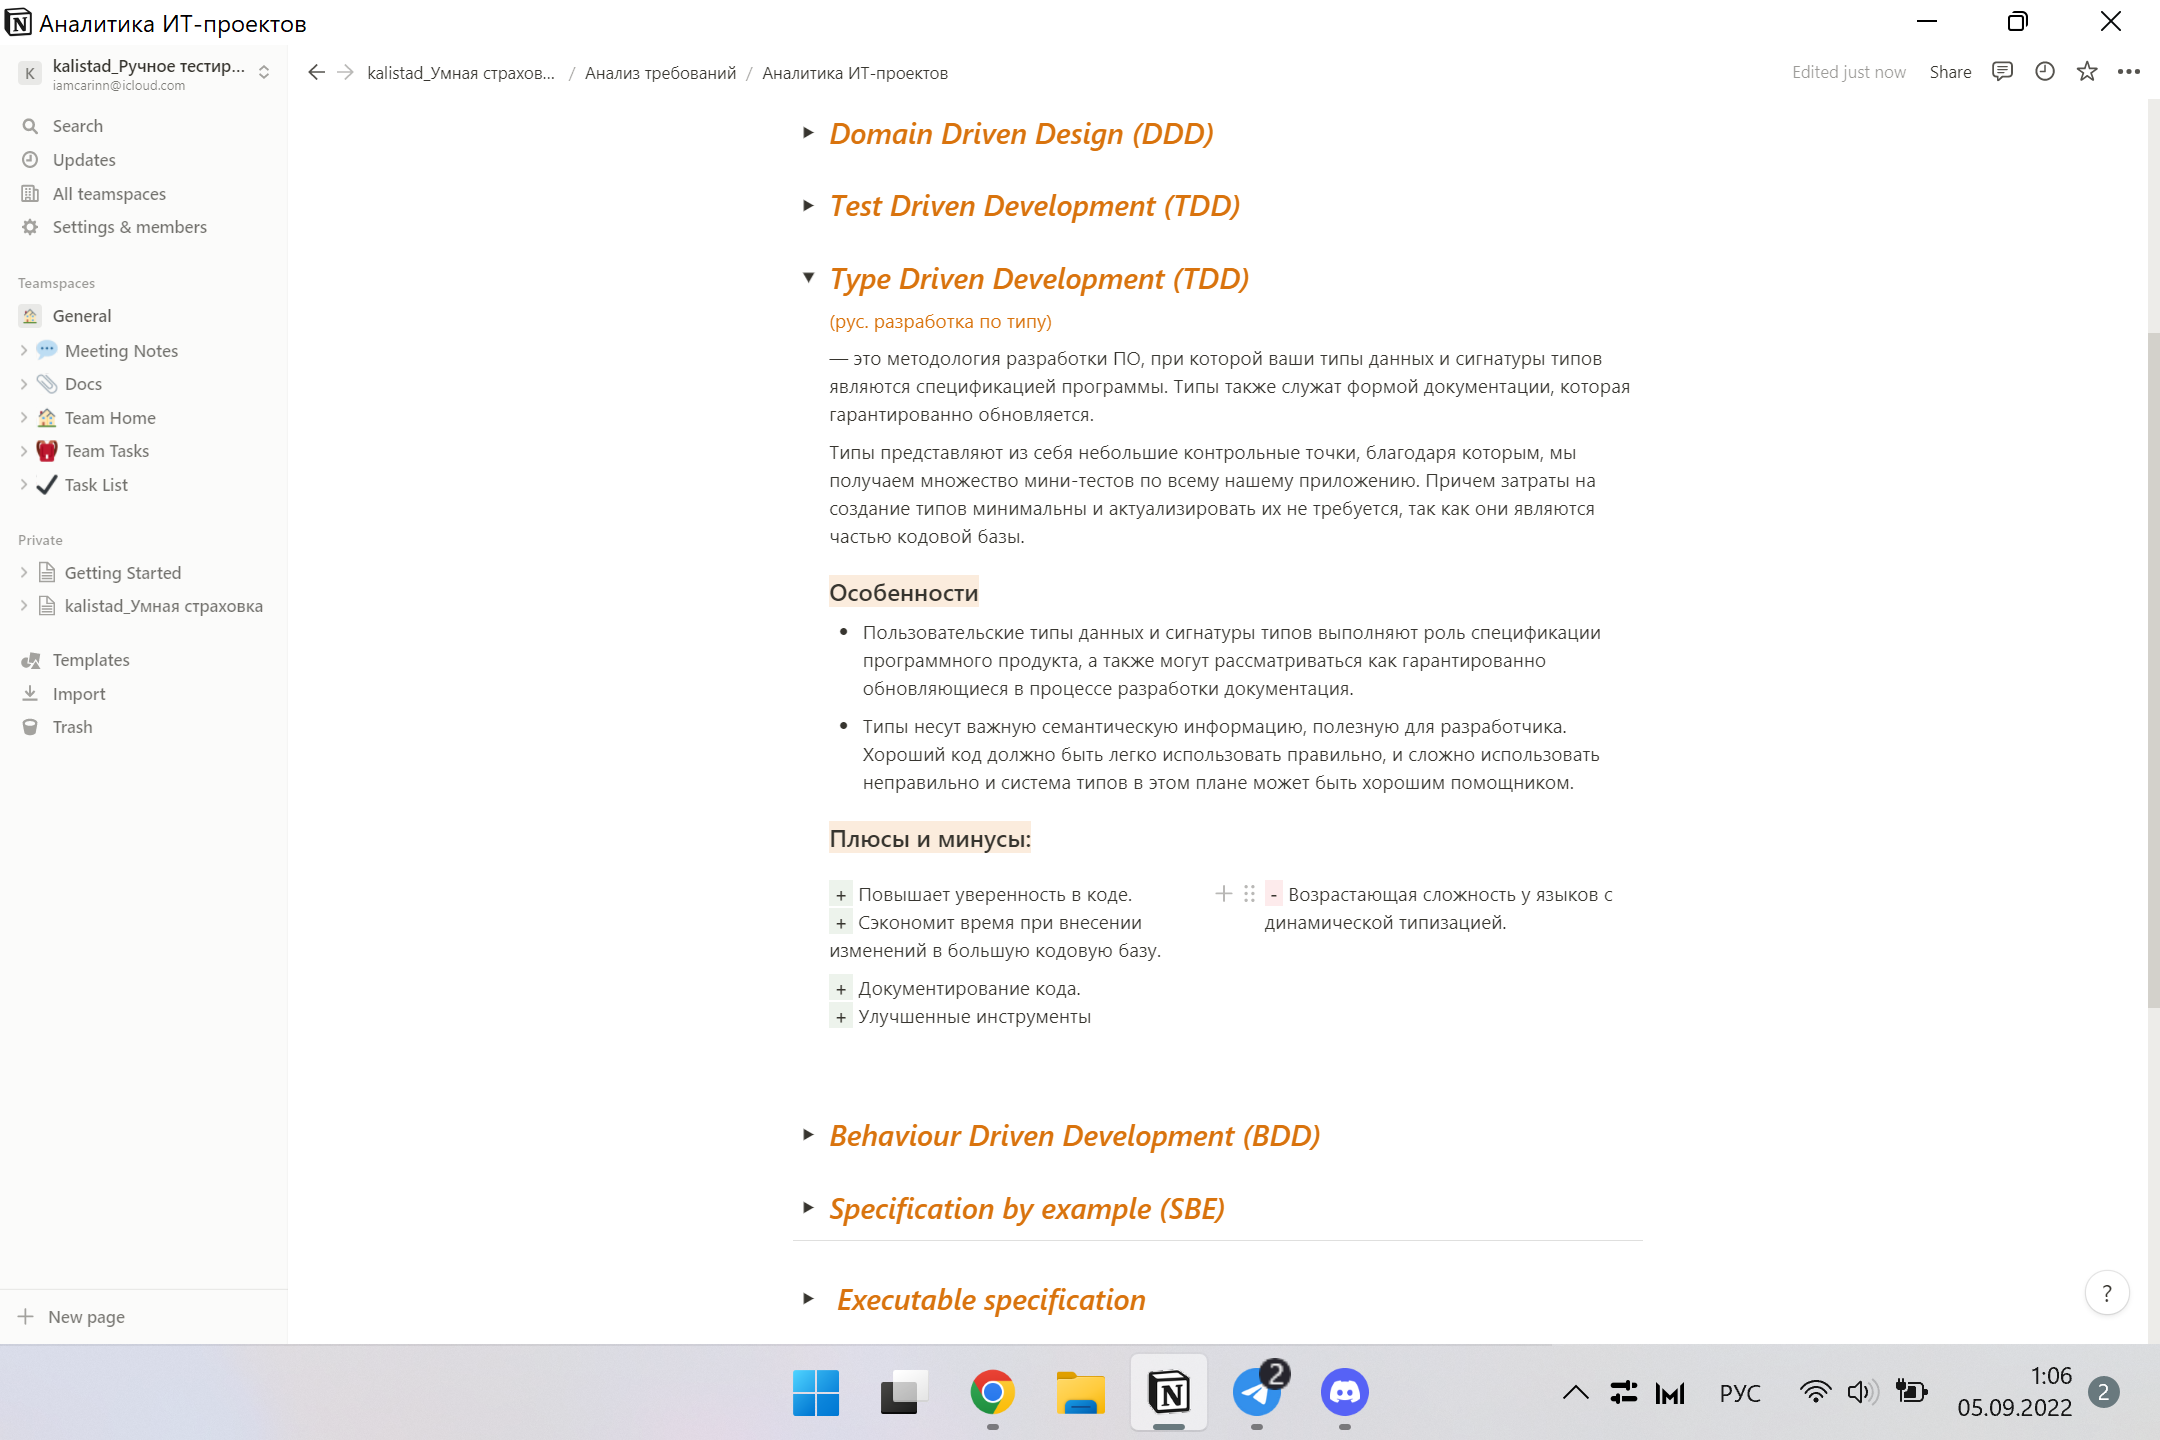 Аналитика ИТ-проектов
K
kalistad_Ручное тестир...
iamcarinn@icloud.com
Search
Updates
All teamspaces
Settings & members
Teamspaces
General
Meeting Notes
Docs
Team Home
Team Tasks
Task List
Private
Getting Started
kalistad_Умная страховка
Templates
Import
Trash
New page
kalistad_Умная страхов... / Анализ требований / Аналитика ИТ-проектов
Edited just now
Share
Domain Driven Design (DDD)
Test Driven Development (TDD)
Type Driven Development (TDD)
(рус. разработка по типу)
— это методология разработки ПО, при которой ваши типы данных и сигнатуры типов
являются спецификацией программы. Типы также служат формой документации, которая
гарантированно обновляется.
Типы представляют из себя небольшие контрольные точки, благодаря которым, мы
получаем множество мини-тестов по всему нашему приложению. Причем затраты на
создание типов минимальны и актуализировать их не требуется, так как они являются
частью кодовой базы.
Особенности
• Пользовательские типы данных и сигнатуры типов выполняют роль спецификации
программного продукта, а также могут рассматриваться как гарантированно
обновляющиеся в процессе разработки документация.
• Типы несут важную семантическую информацию, полезную для разработчика.
Хороший код должно быть легко использовать правильно, и сложно использовать
неправильно и система типов в этом плане может быть хорошим помощником.
Плюсы и минусы:
+ Повышает уверенность в коде.
+ Сэкономит время при внесении
изменений в большую кодовую базу.
+ Документирование кода.
+ Улучшенные инструменты
- Возрастающая сложность у языков с
динамической типизацией.
Behaviour Driven Development (BDD)
Specification by example (SBE)
Executable specification
?
2
РУС
1:06
05.09.2022
2